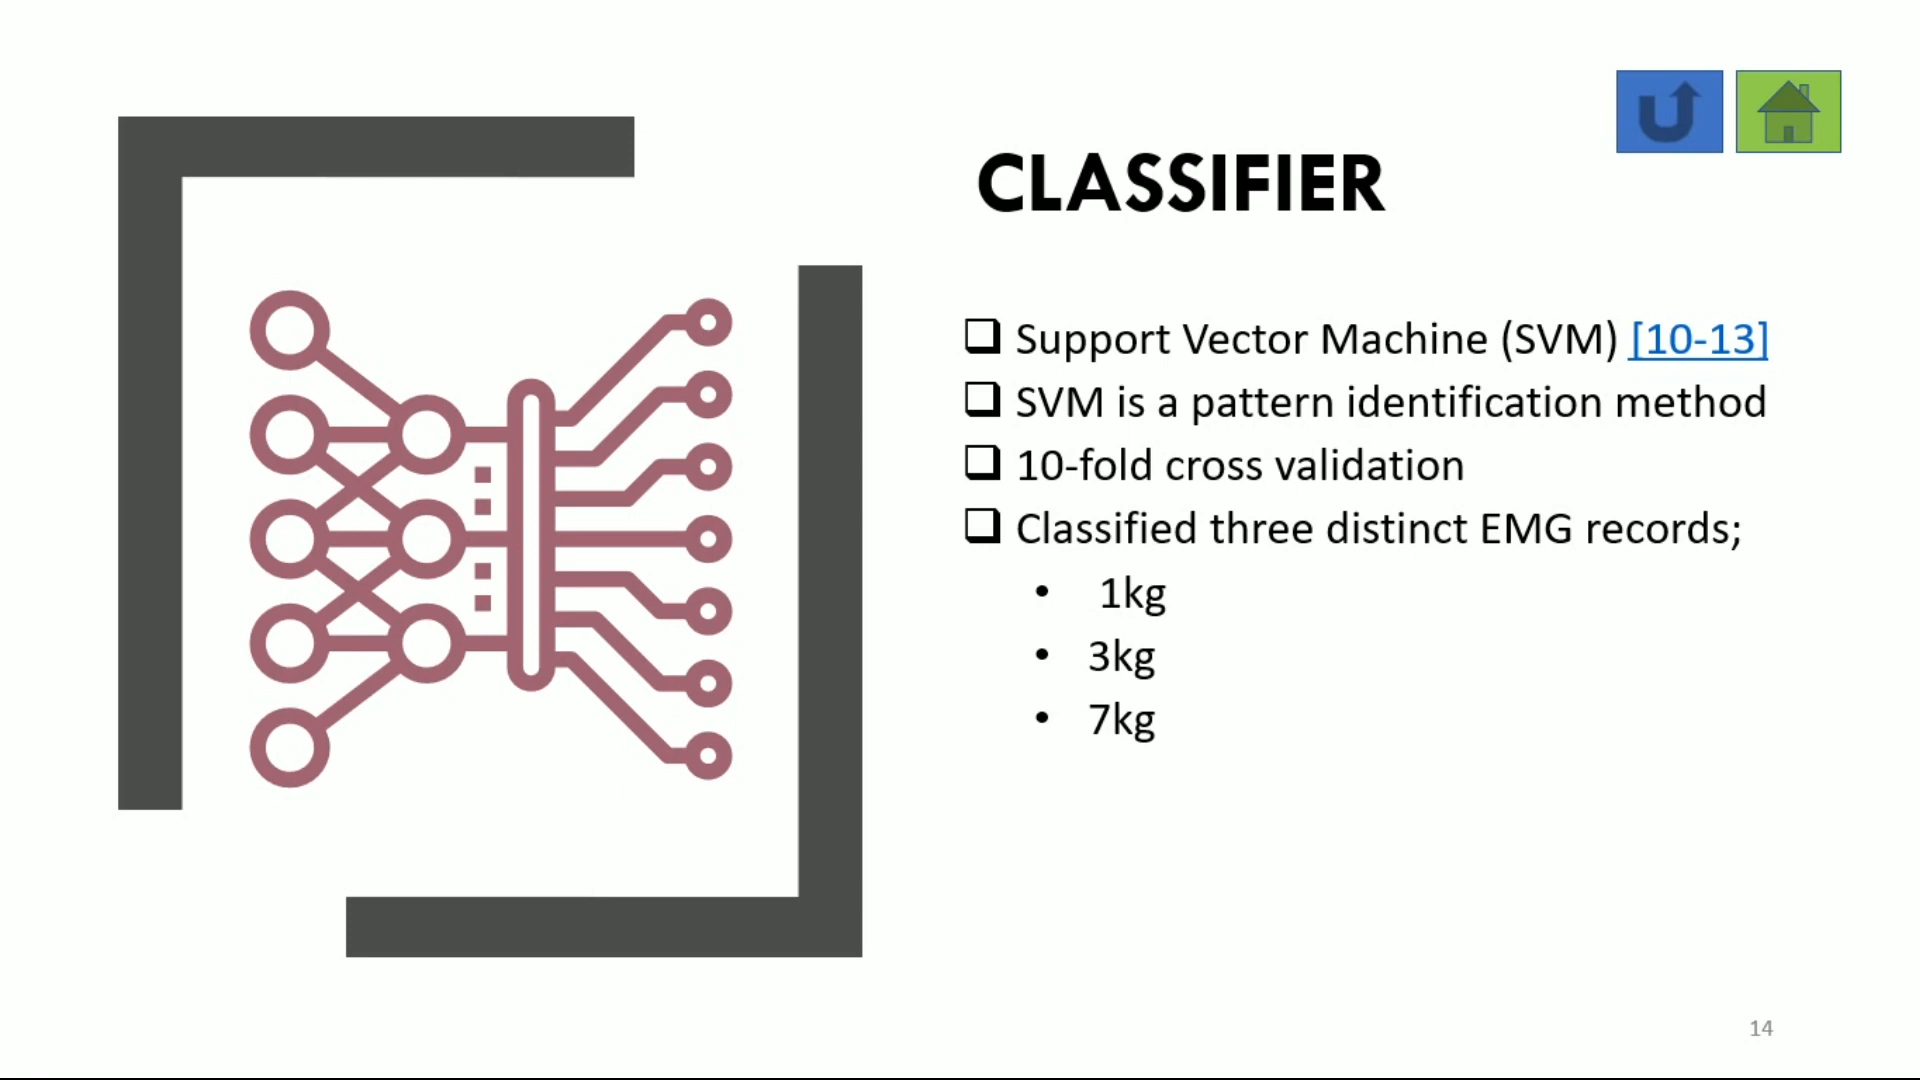 CLASSIFIER
❑ Support Vector Machine (SVM) [10-13]
❑ SVM is a pattern identification method
❑ 10-fold cross validation
❑ Classified three distinct EMG records;
• 1kg
• 3kg
• 7kg
14